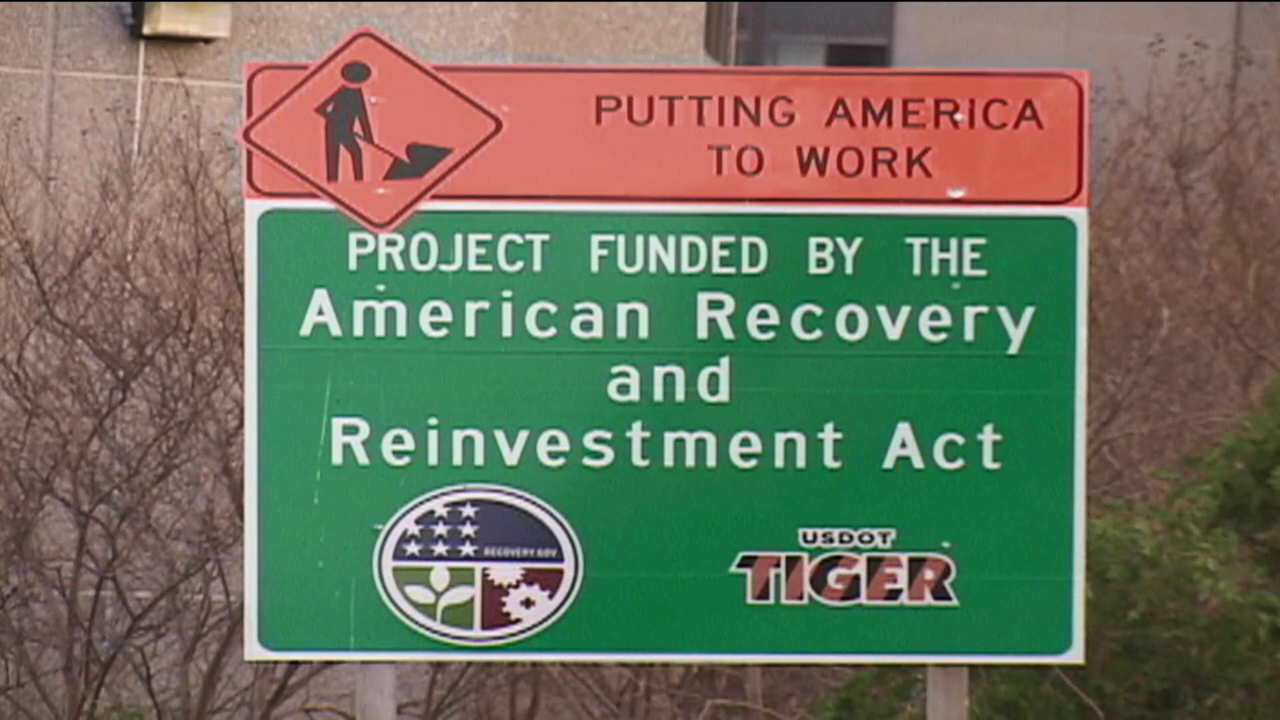 PUTTING AMERICA
TO WORK
PROJECT FUNDED BY THE
American Recovery
and
Reinvestment Act
RECOVERY.GOV
USDOT
TIGER